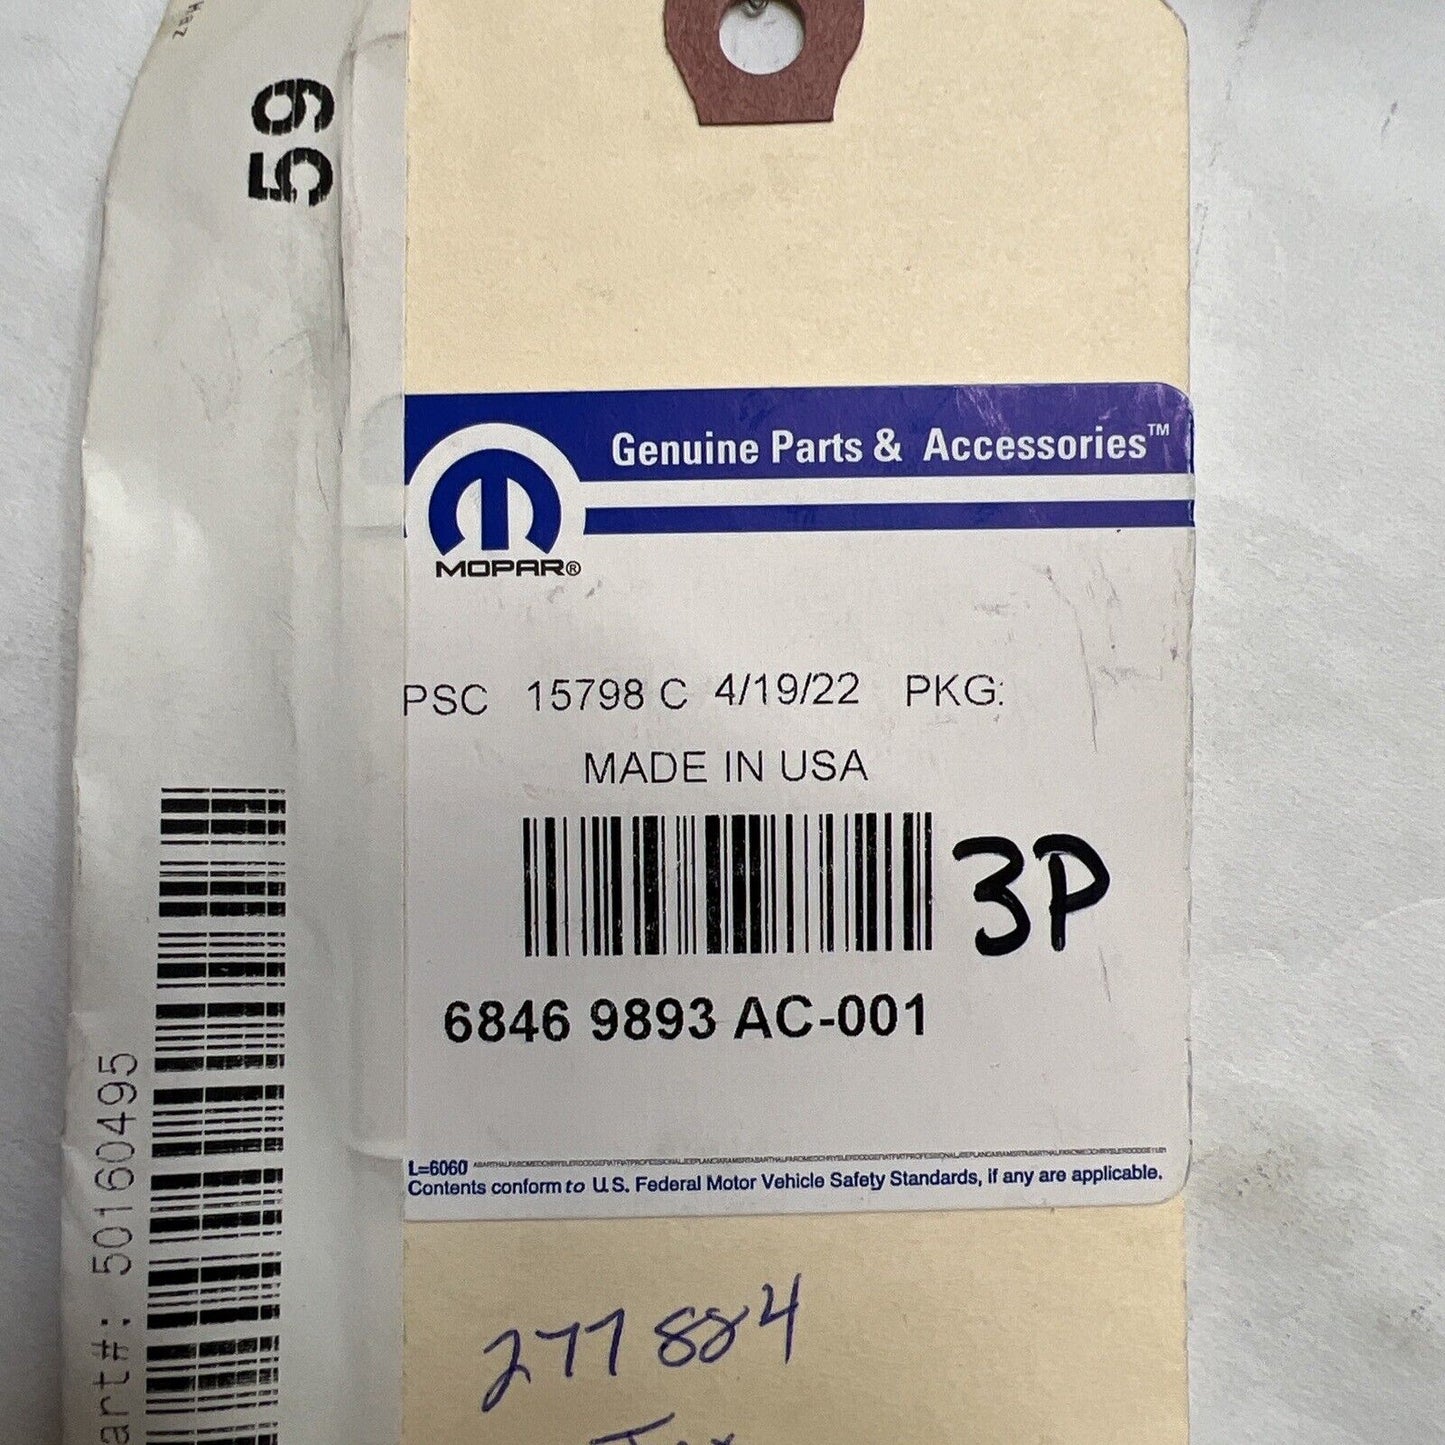 59
Genuine Parts & Accessories™
MOPAR®
PSC 15798 C 4/19/22 PKG:
MADE IN USA
3P
6846 9893 AC-001
L=6060
Contents conform to U.S. Federal Motor Vehicle Safety Standards, if any are applicable.
art#: 50160495
277884